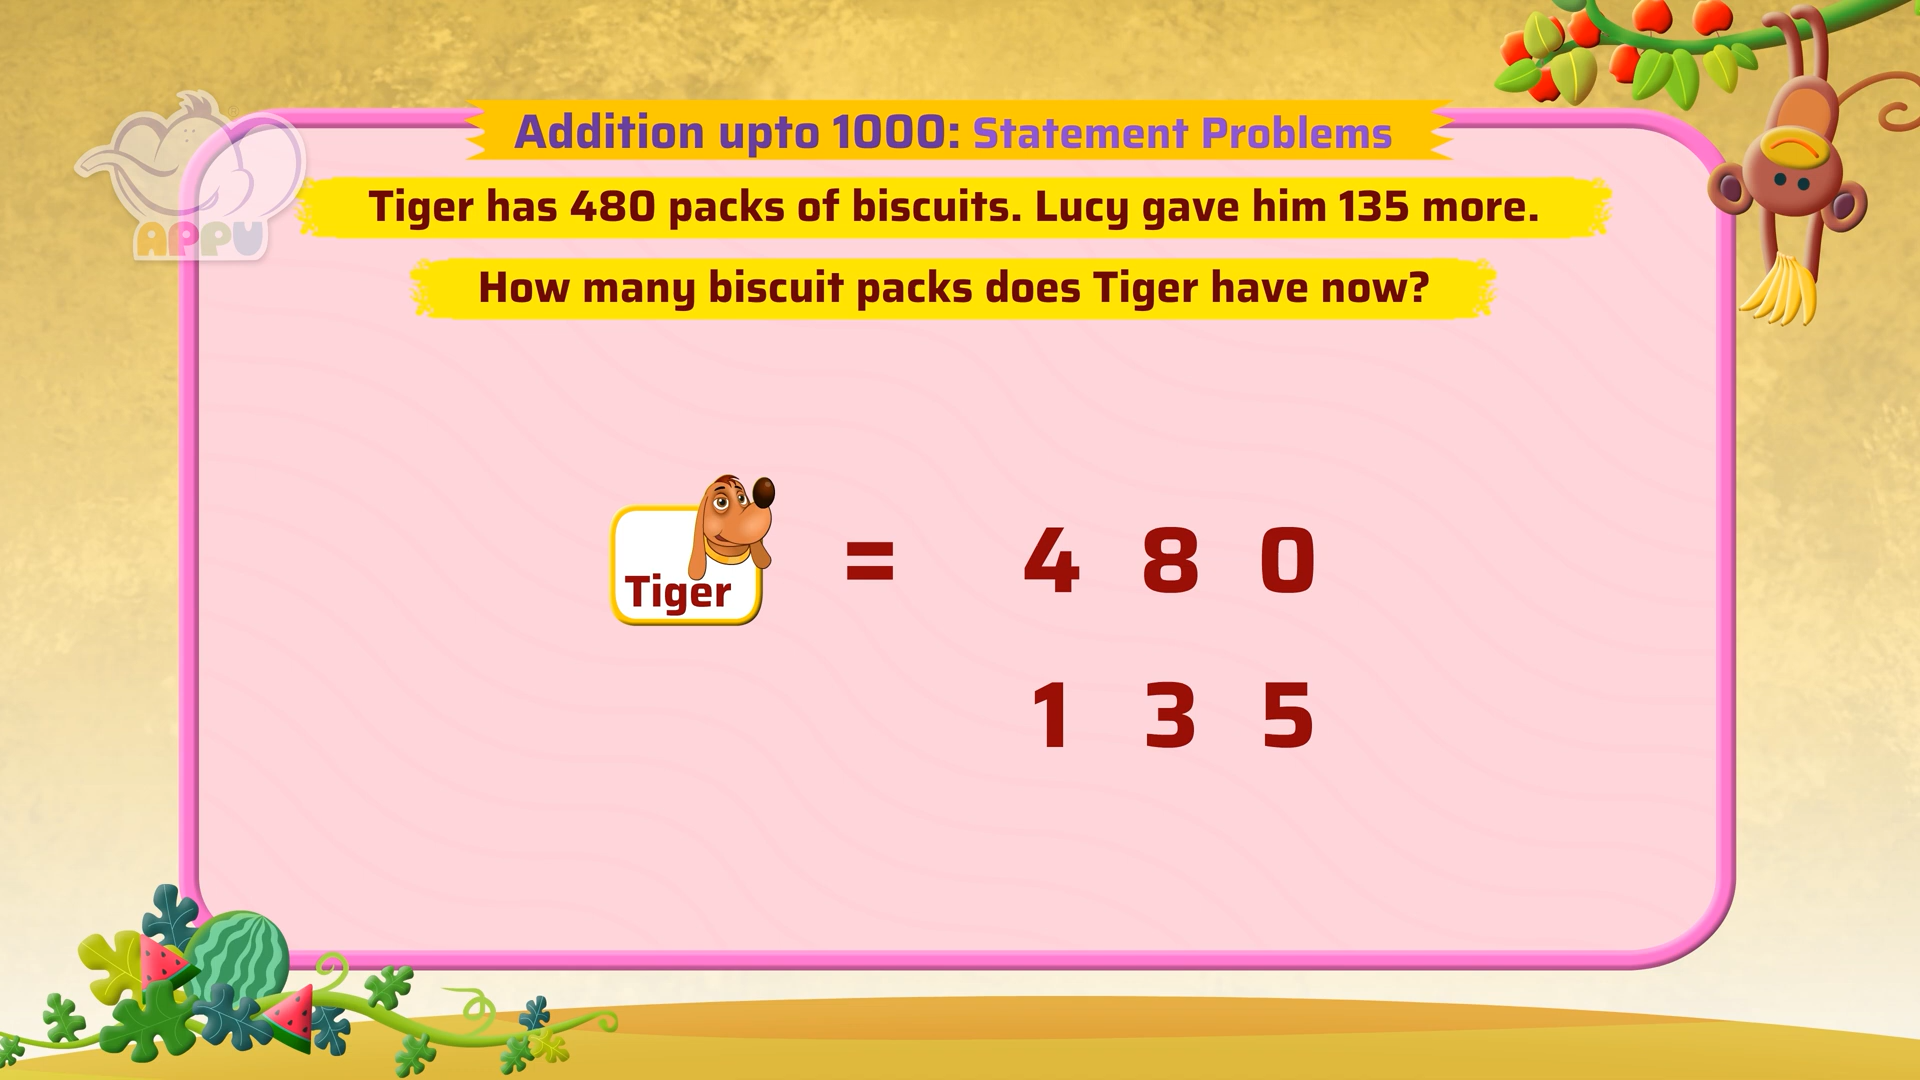 Addition upto 1000: Statement Problems
APPU
Tiger has 480 packs of biscuits. Lucy gave him 135 more.
How many biscuit packs does Tiger have now?
Tiger = 4 8 0
1 3 5